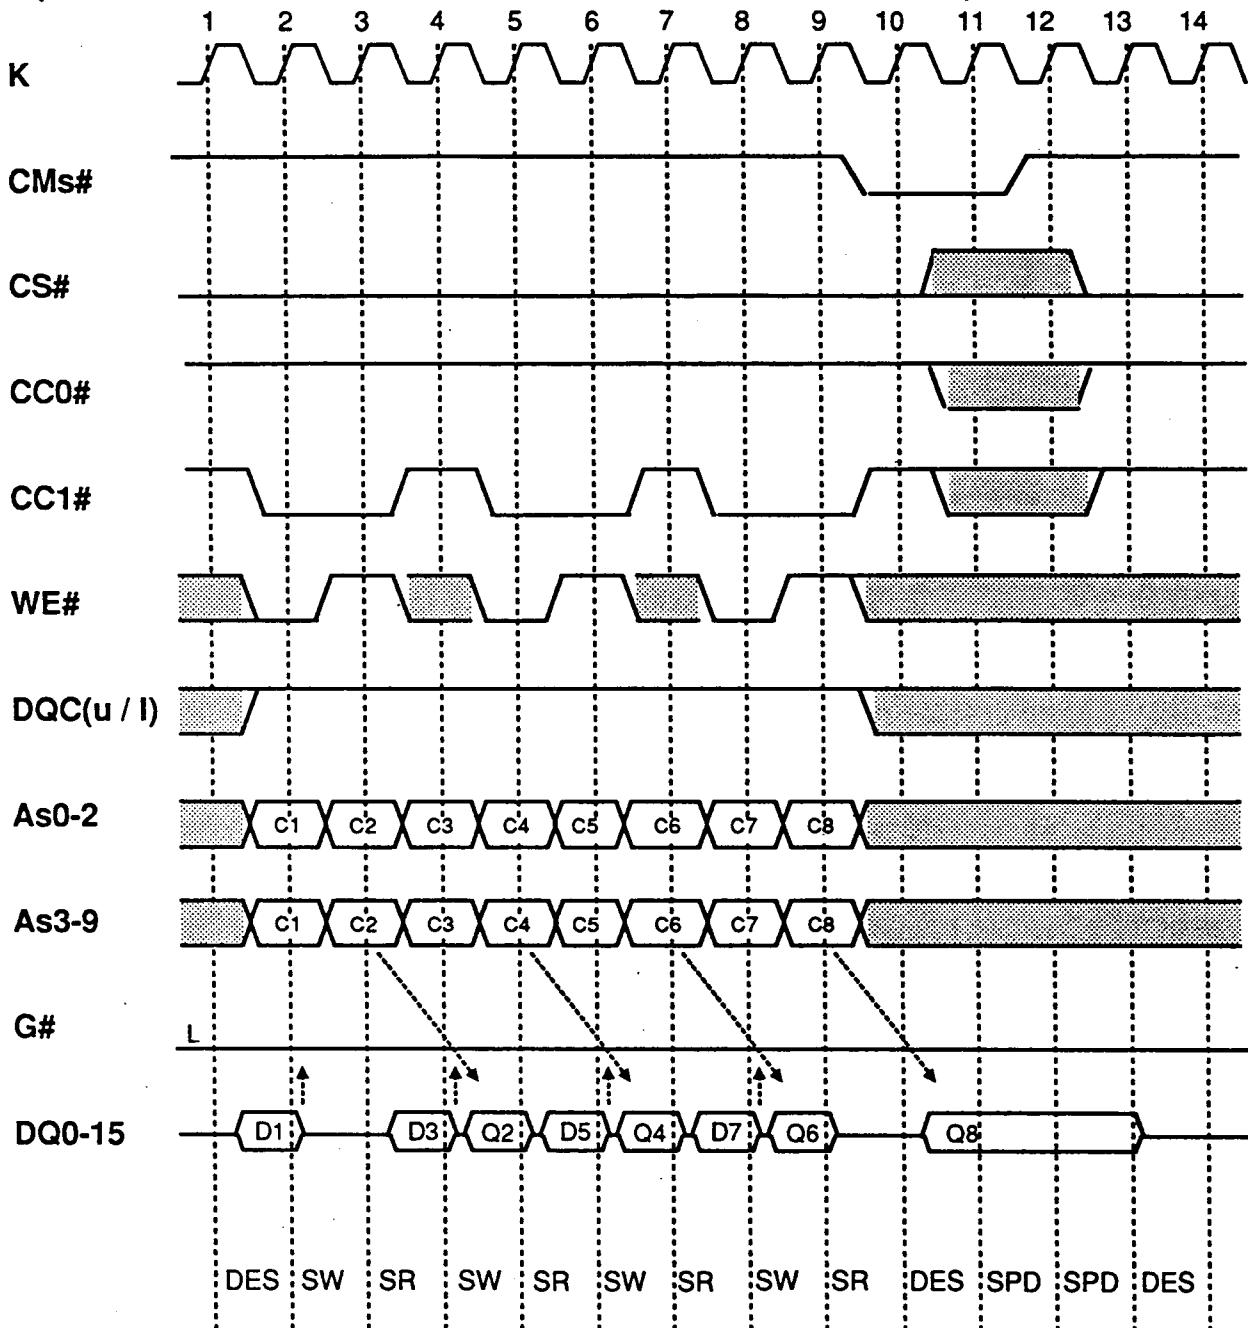 1 2 3 4 5 6 7 8 9 10 11 12 13 14
K
CMs#
CS#
CC0#
CC1#
WE#
DQC(u / l)
As0-2 C1 C2 C3 C4 C5 C6 C7 C8
As3-9 C1 C2 C3 C4 C5 C6 C7 C8
G# L
DQ0-15 D1 D3 Q2 D5 Q4 D7 Q6 Q8
DES SW SR SW SR SW SR SW SR DES SPD SPD DES